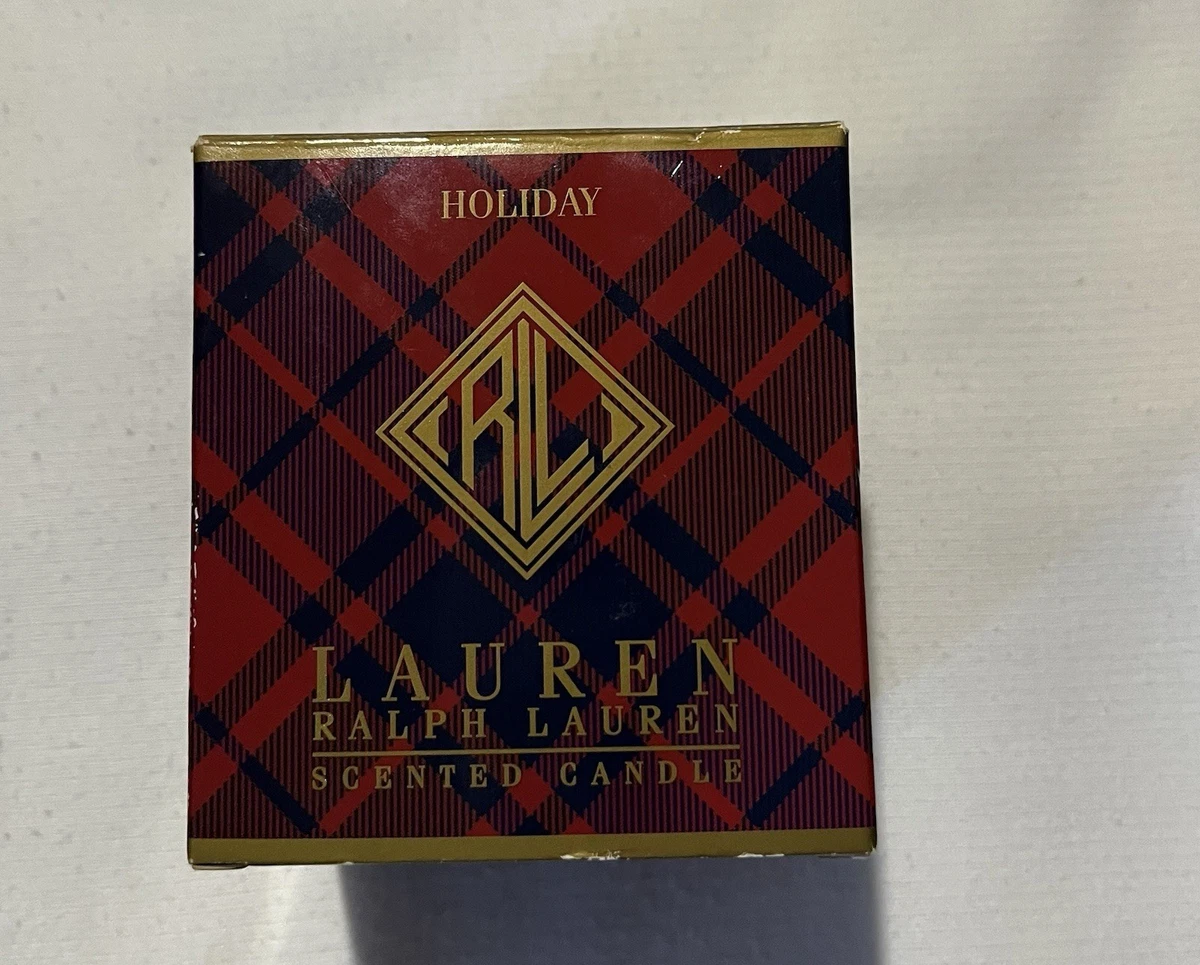 HOLIDAY
RL
LAUREN
RALPH LAUREN
SCENTED CANDLE